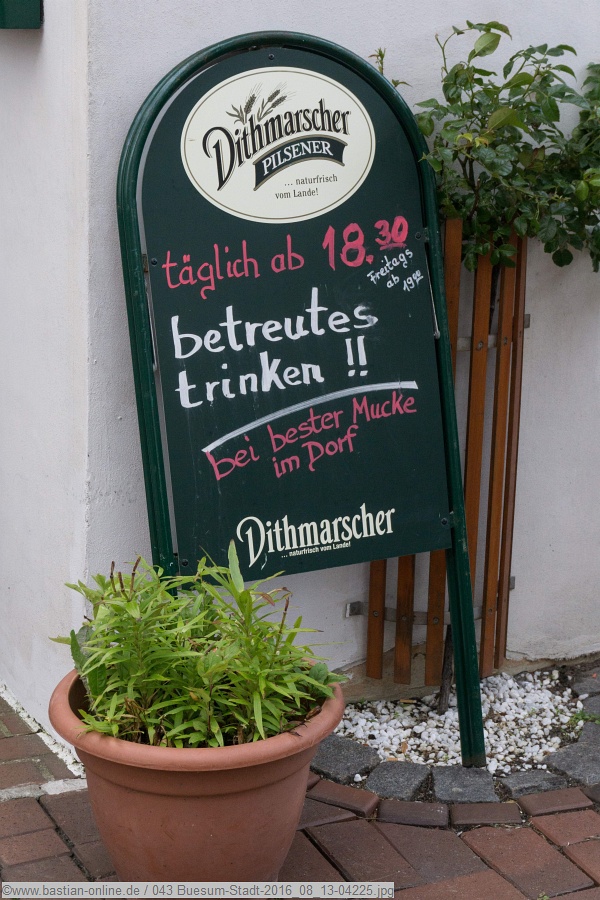 Dithmarscher
PILSENER
... naturfrisch
vom Lande!
täglich ab 18.30
Freitags
ab 19.00
betreutes
trinken !!
bei bester Mucke
im Dorf
Dithmarscher
... naturfrisch vom Lande!
www.bastian-online.de / 043 Buesum-Stadt-2016_08_13-04225.jpg